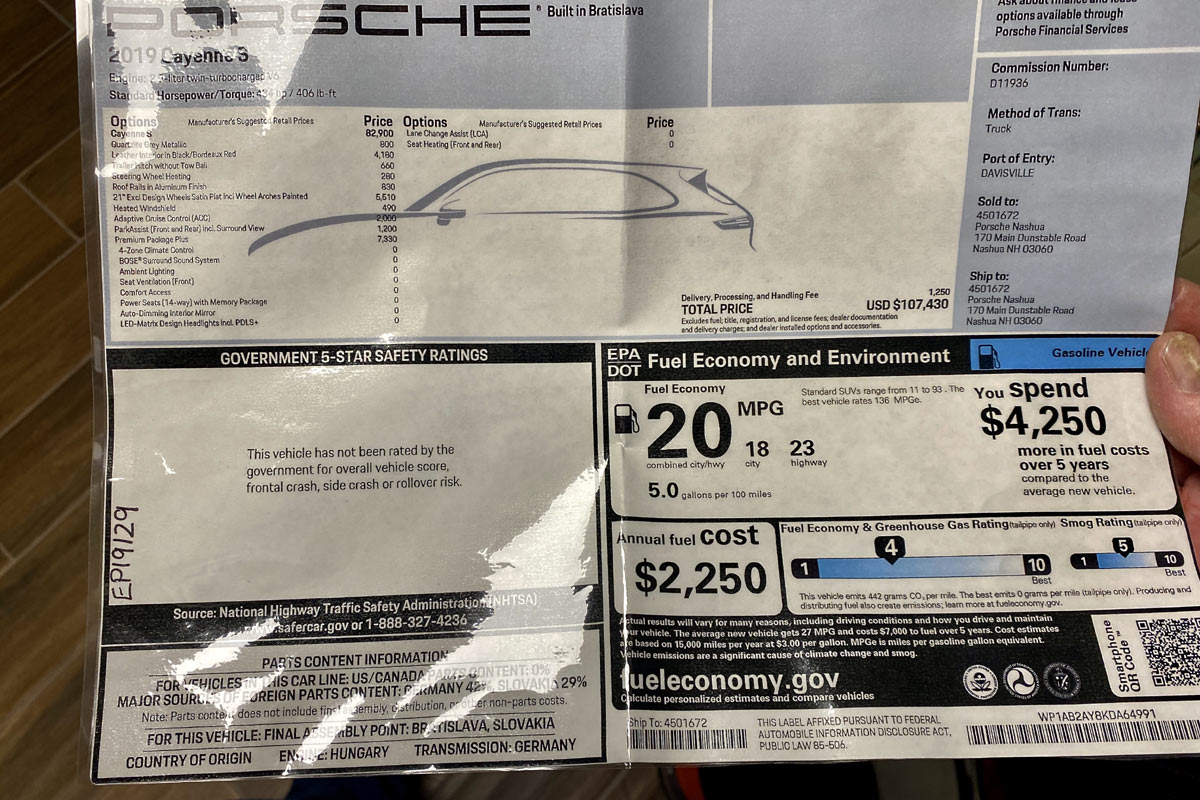 PORSCHE® Built in Bratislava
2019 Cayenne S
Engine: 2.9-liter twin-turbocharged V6
Standard Horsepower/Torque: 434 hp / 406 lb-ft
Options Manufacturer's Suggested Retail Prices Price
Cayenne S 82,900
Quartzite Grey Metallic 800
Leather Interior in Black/Bordeaux Red 4,180
Trailer Hitch without Tow Ball 660
Steering Wheel Heating 280
Roof Rails in Aluminum Finish 830
21" Excl Design Wheels Satin Plat incl Wheel Arches Painted 5,510
Heated Windshield 490
Adaptive Cruise Control (ACC) 2,000
ParkAssist (Front and Rear) incl. Surround View 1,200
Premium Package Plus 7,330
4-Zone Climate Control 0
BOSE® Surround Sound System 0
Ambient Lighting 0
Seat Ventilation (Front) 0
Comfort Access 0
Power Seats (14-way) with Memory Package 0
Auto-Dimming Interior Mirror 0
LED-Matrix Design Headlights incl. PDLS+ 0
Options Manufacturer's Suggested Retail Prices Price
Lane Change Assist (LCA) 0
Seat Heating (Front and Rear) 0
Delivery, Processing, and Handling Fee 1,250
TOTAL PRICE USD $107,430
Excludes fuel; title, registration, and license fees; dealer documentation
and delivery charges; and dealer installed options and accessories.
Ask about finance and lease
options available through
Porsche Financial Services
Commission Number:
D11936
Method of Trans:
Truck
Port of Entry:
DAVISVILLE
Sold to:
4501672
Porsche Nashua
170 Main Dunstable Road
Nashua NH 03060
Ship to:
4501672
Porsche Nashua
170 Main Dunstable Road
Nashua NH 03060
GOVERNMENT 5-STAR SAFETY RATINGS
This vehicle has not been rated by the
government for overall vehicle score,
frontal crash, side crash or rollover risk.
EP19129
Source: National Highway Traffic Safety Administration (NHTSA)
www.safercar.gov or 1-888-327-4236
PARTS CONTENT INFORMATION
FOR VEHICLES IN THIS CAR LINE: US/CANADA PARTS CONTENT: 0%
MAJOR SOURCES OF FOREIGN PARTS CONTENT: GERMANY 42% SLOVAKIA 29%
Note: Parts content does not include final assembly, distribution, or other non-parts costs.
FOR THIS VEHICLE: FINAL ASSEMBLY POINT: BRATISLAVA, SLOVAKIA
COUNTRY OF ORIGIN ENGINE: HUNGARY TRANSMISSION: GERMANY
EPA
DOT Fuel Economy and Environment
Gasoline Vehicle
Fuel Economy
20 MPG
combined city/hwy
18 city
23 highway
5.0 gallons per 100 miles
Standard SUVs range from 11 to 93 . The
best vehicle rates 136 MPGe.
You spend
$4,250
more in fuel costs
over 5 years
compared to the
average new vehicle.
Annual fuel cost
$2,250
Fuel Economy & Greenhouse Gas Rating (tailpipe only) Smog Rating (tailpipe only)
1 4 10 Best
1 5 10 Best
This vehicle emits 442 grams CO₂ per mile. The best emits 0 grams per mile (tailpipe only). Producing and
distributing fuel also create emissions; learn more at fueleconomy.gov.
Actual results will vary for many reasons, including driving conditions and how you drive and maintain
your vehicle. The average new vehicle gets 27 MPG and costs $7,000 to fuel over 5 years. Cost estimates
are based on 15,000 miles per year at $3.00 per gallon. MPGe is miles per gasoline gallon equivalent.
Vehicle emissions are a significant cause of climate change and smog.
fueleconomy.gov
Calculate personalized estimates and compare vehicles
Smartphone
QR Code™
Ship To: 4501672
THIS LABEL AFFIXED PURSUANT TO FEDERAL
AUTOMOBILE INFORMATION DISCLOSURE ACT,
PUBLIC LAW 85-506.
WP1AB2AY8KDA64991